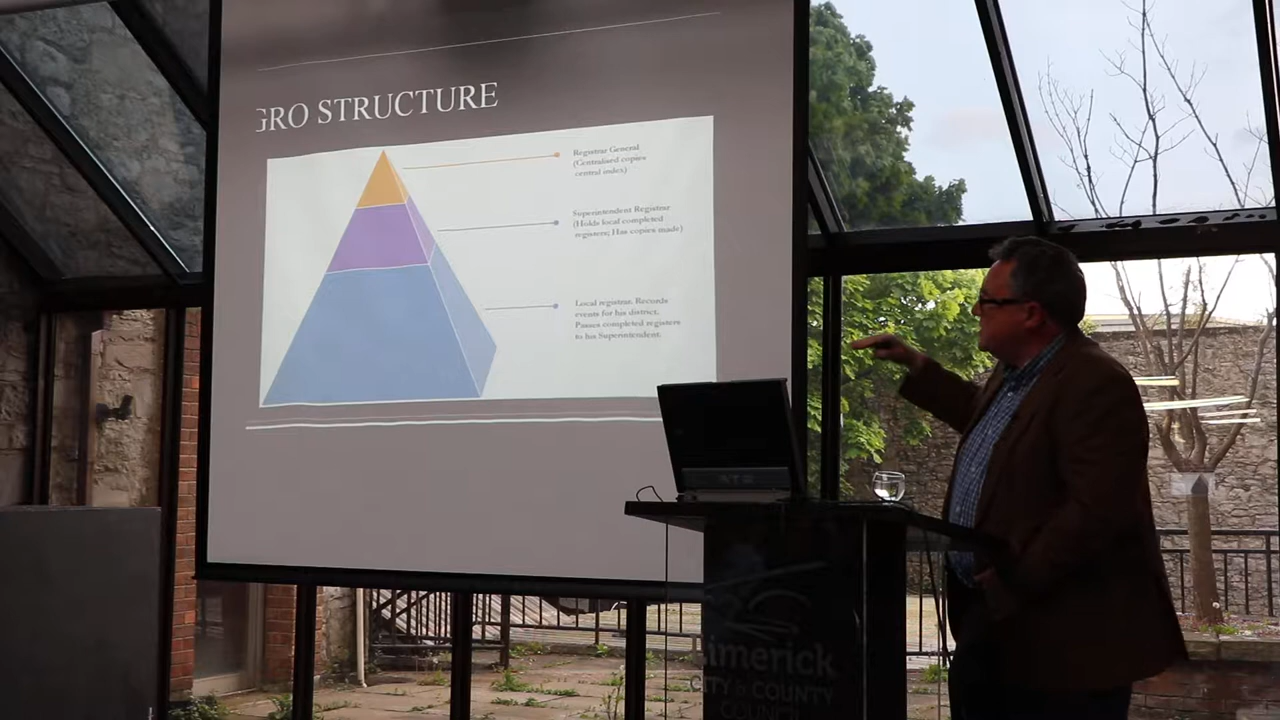 GRO STRUCTURE
Registrar General
(Centralised copies
central index)
Superintendent Registrar
(Holds local completed
registers; Has copies made)
Local registrar. Records
events for his district.
Passes completed registers
to his Superintendent.
Limerick
CITY & COUNTY
COUNCIL